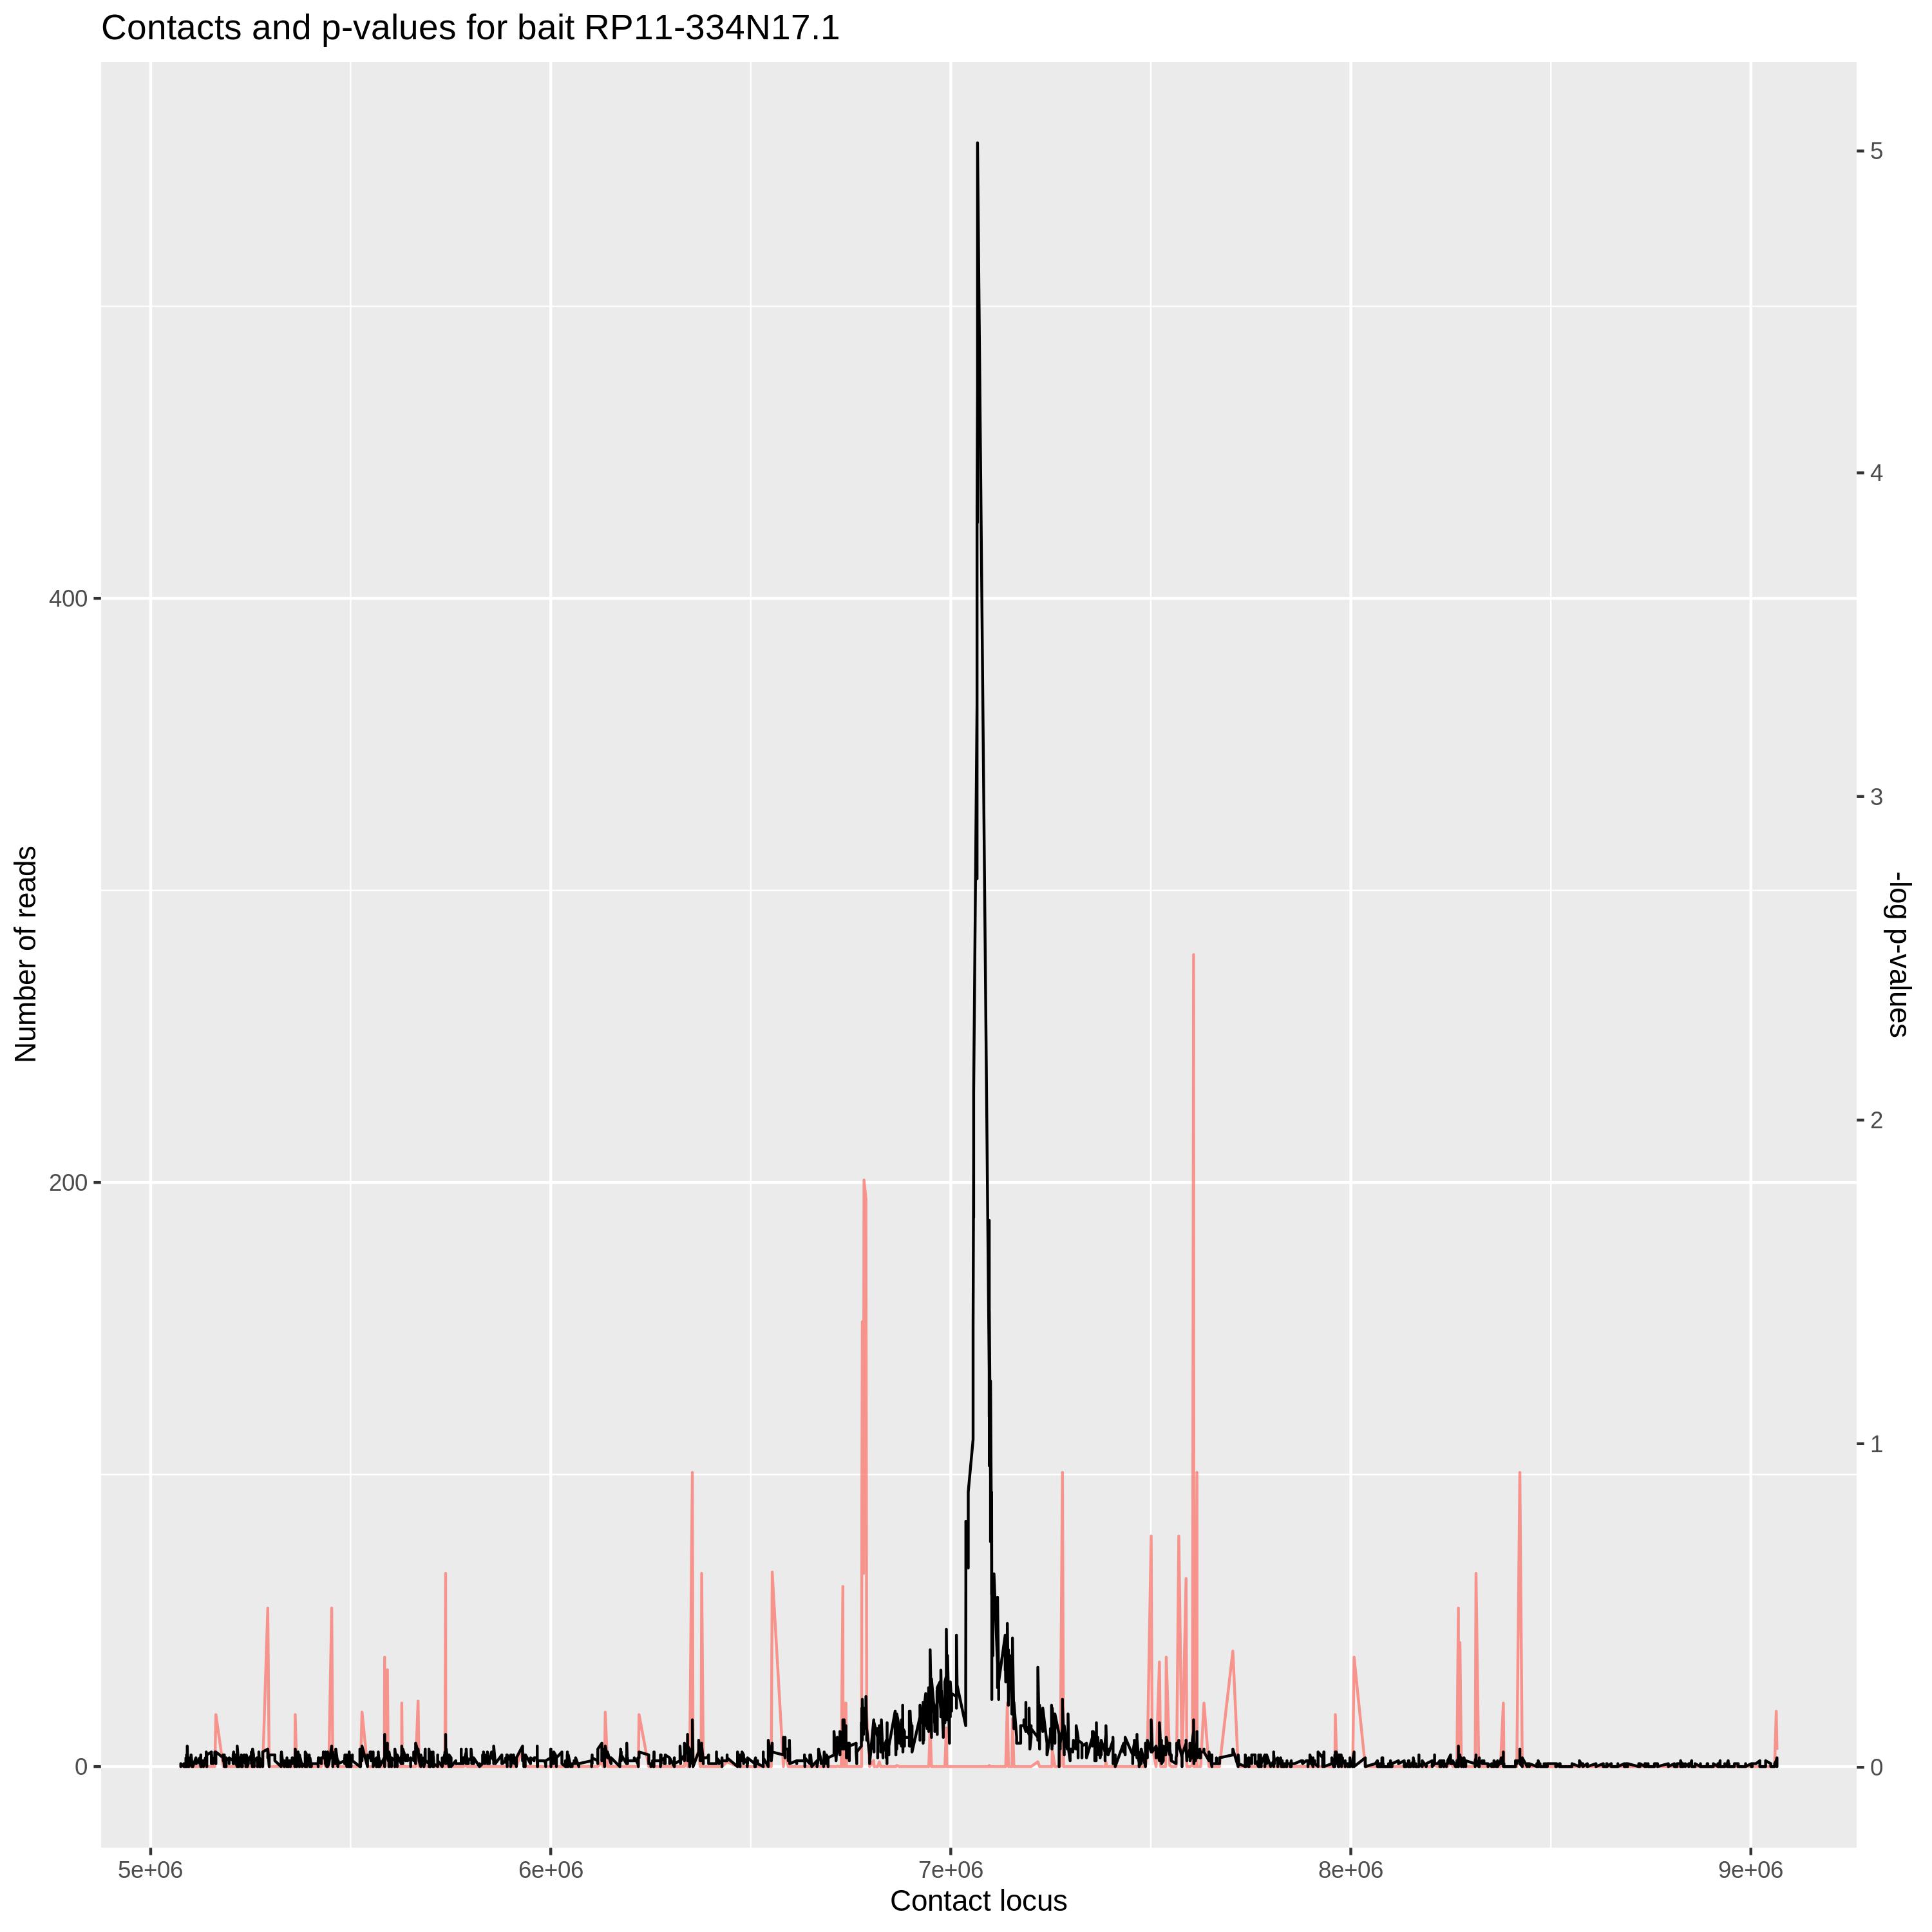 Contacts and p-values for bait RP11-334N17.1
5
4
400
3
Number of reads
-log p-values
2
200
1
0
0
5e+06
6e+06
7e+06
8e+06
9e+06
Contact locus